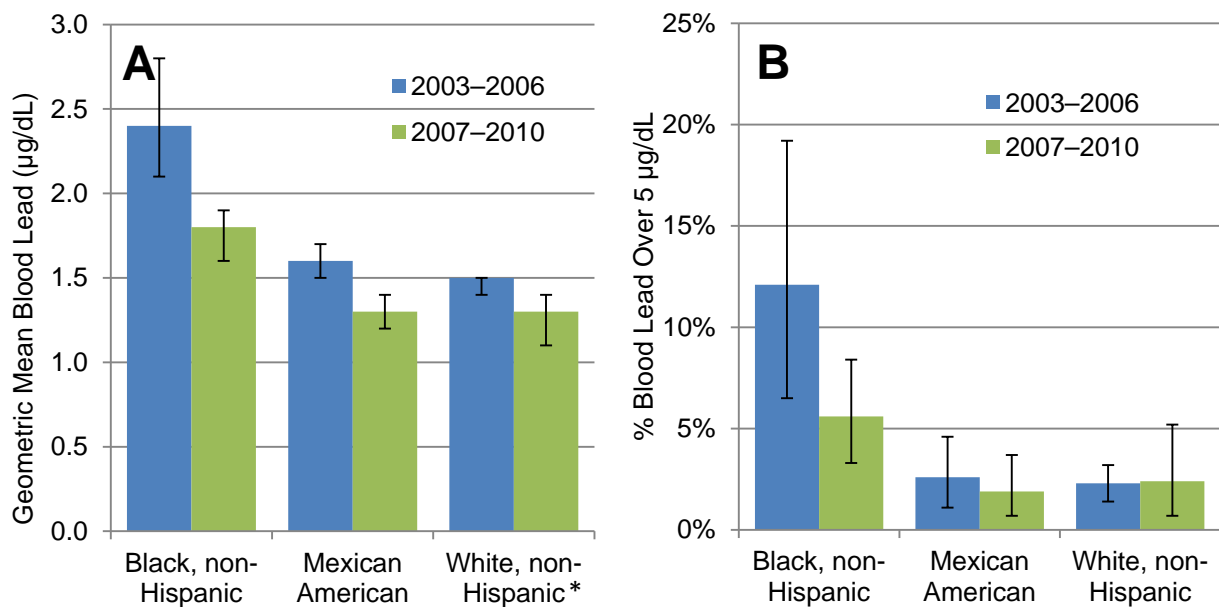 A
Geometric Mean Blood Lead (µg/dL)
3.0
2.5
2.0
1.5
1.0
0.5
0.0
2003–2006
2007–2010
Black, non-
Hispanic
Mexican
American
White, non-
Hispanic*
B
% Blood Lead Over 5 µg/dL
25%
20%
15%
10%
5%
0%
2003–2006
2007–2010
Black, non-
Hispanic
Mexican
American
White, non-
Hispanic